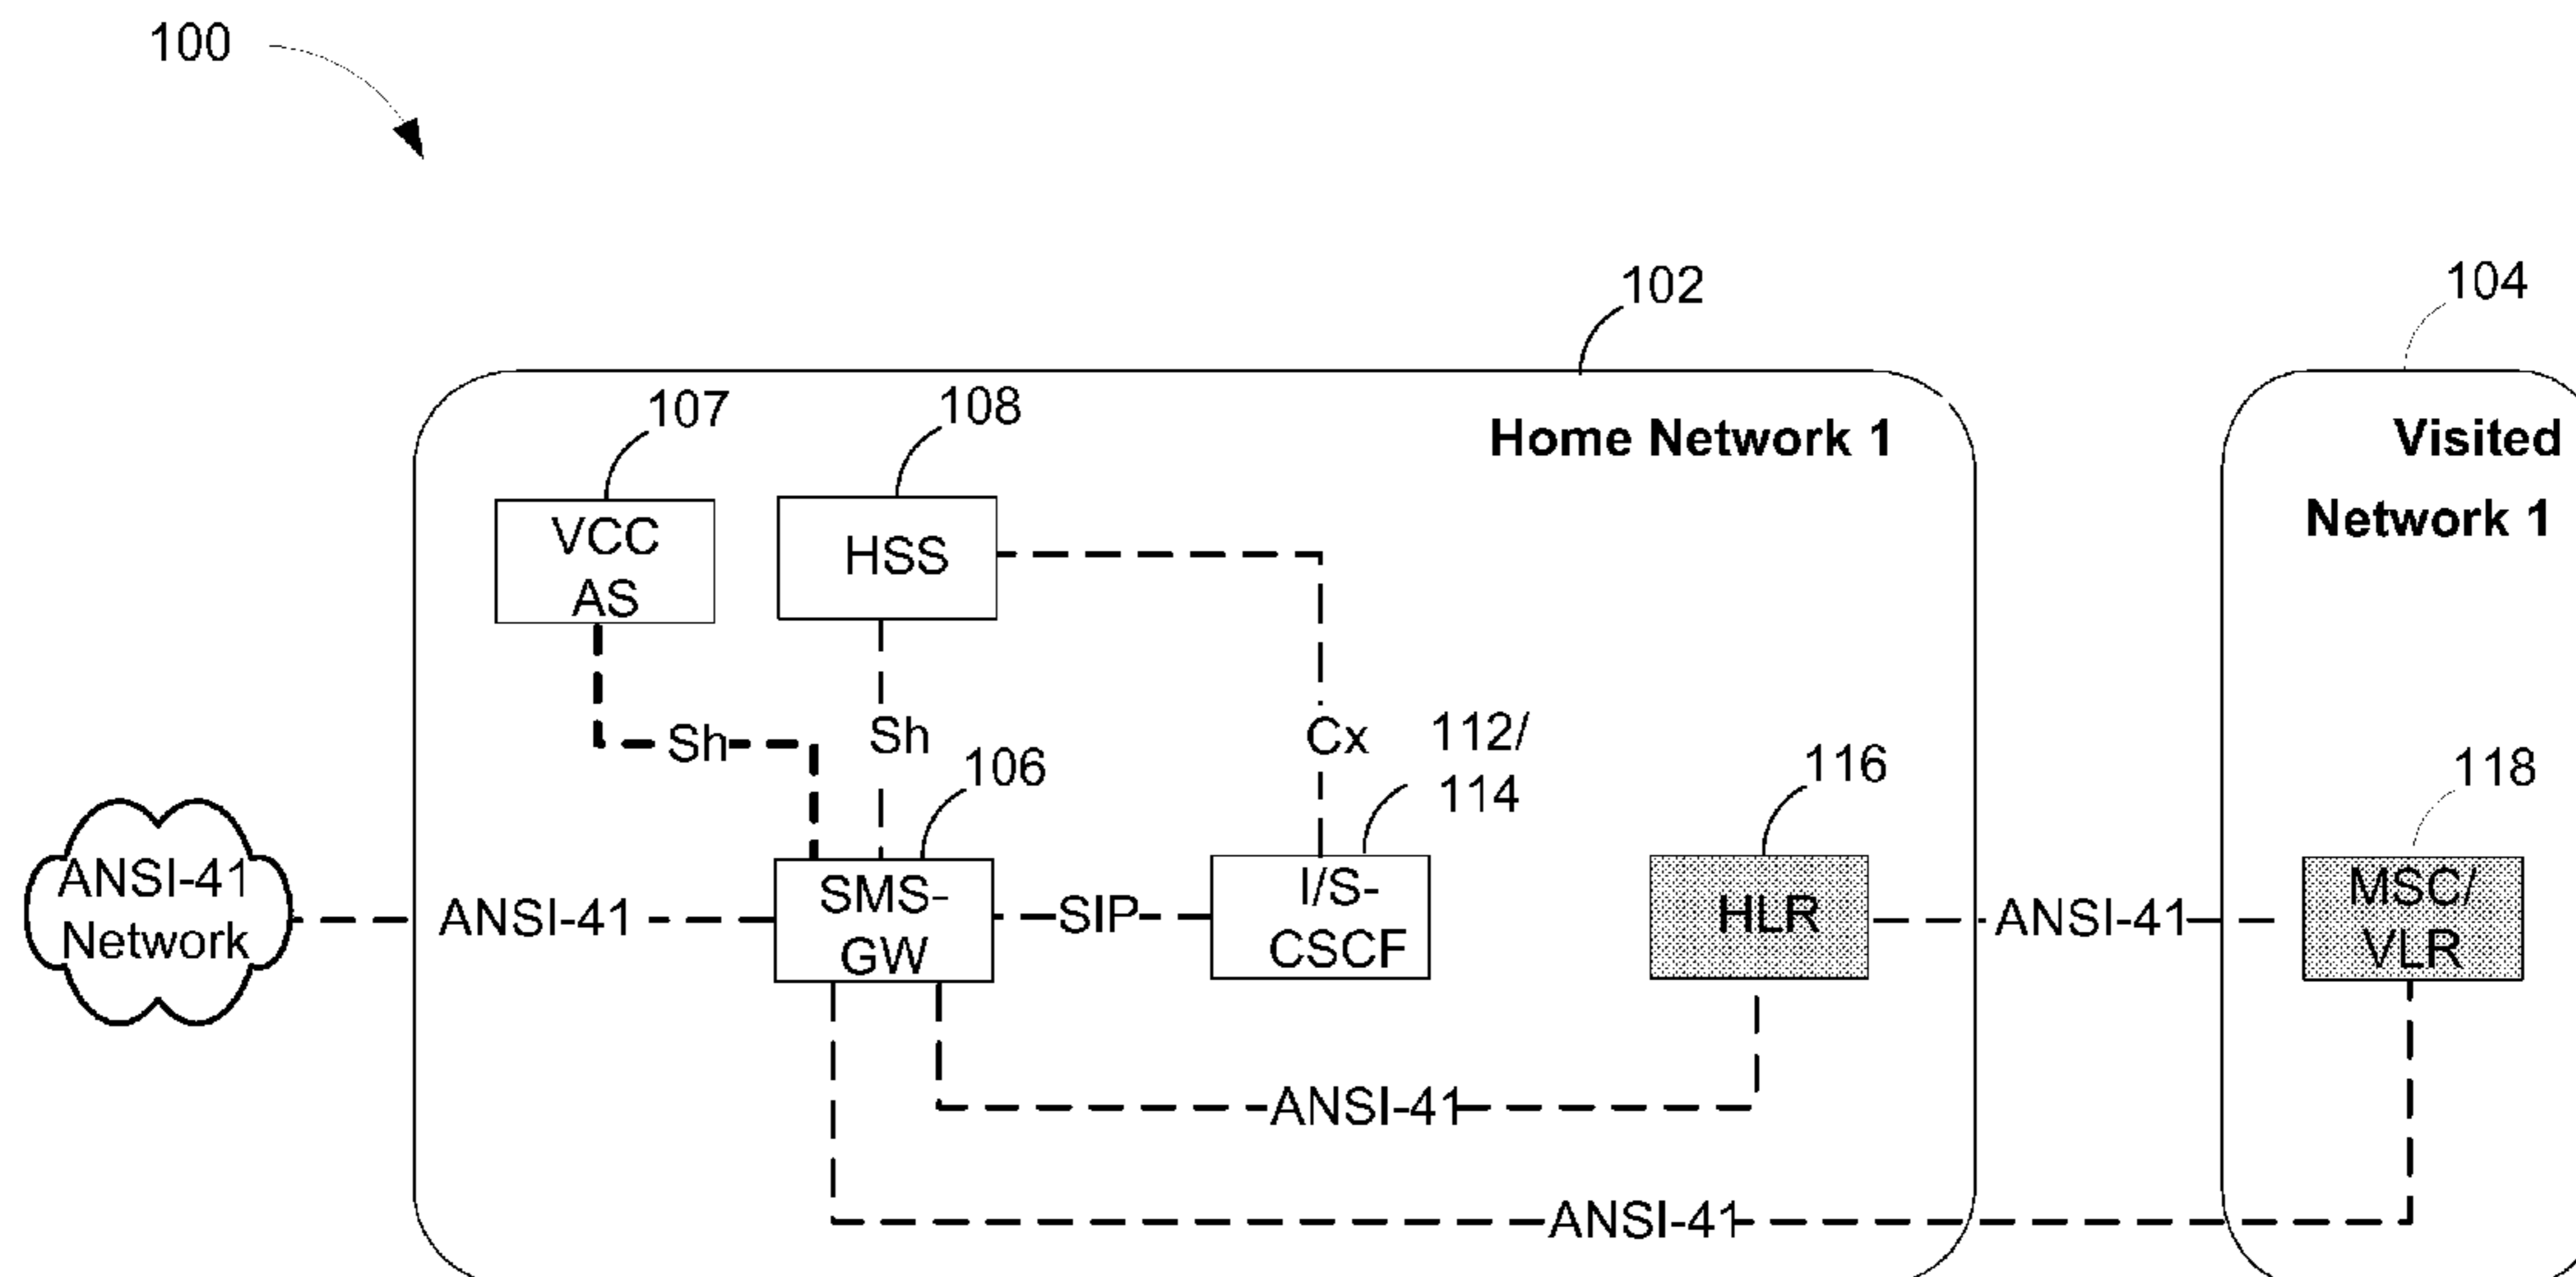 100
102
104
107
108
Home Network 1
Visited
Network 1
VCC
AS
HSS
Sh
Sh
Cx
112/
114
106
116
118
ANSI-41
Network
ANSI-41
SMS-
GW
SIP
I/S-
CSCF
HLR
ANSI-41
MSC/
VLR
ANSI-41
ANSI-41